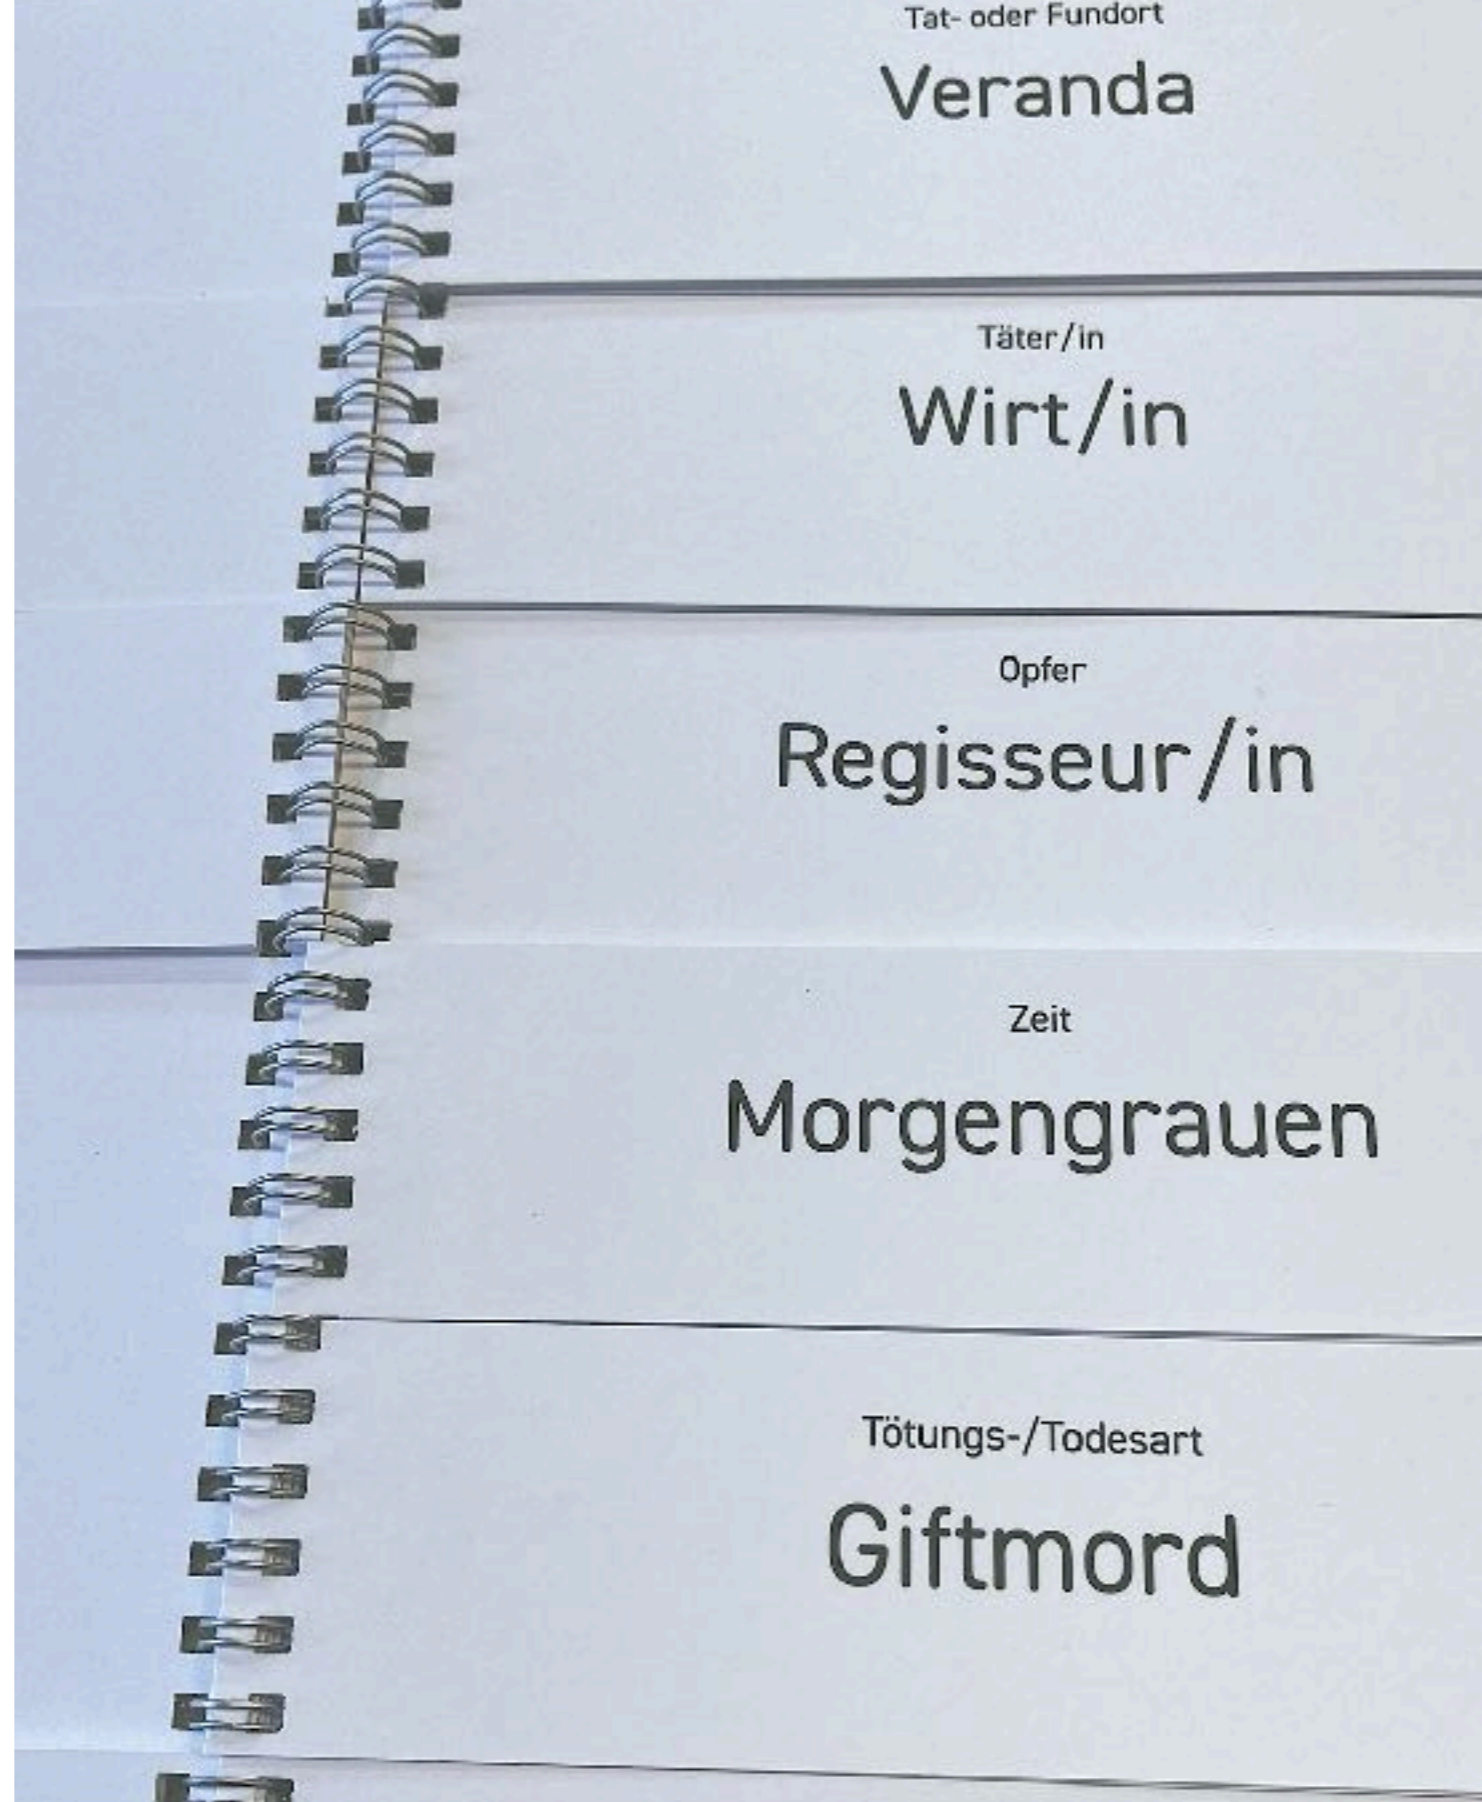 Tat- oder Fundort
Veranda
Täter/in
Wirt/in
Opfer
Regisseur/in
Zeit
Morgengrauen
Tötungs-/Todesart
Giftmord